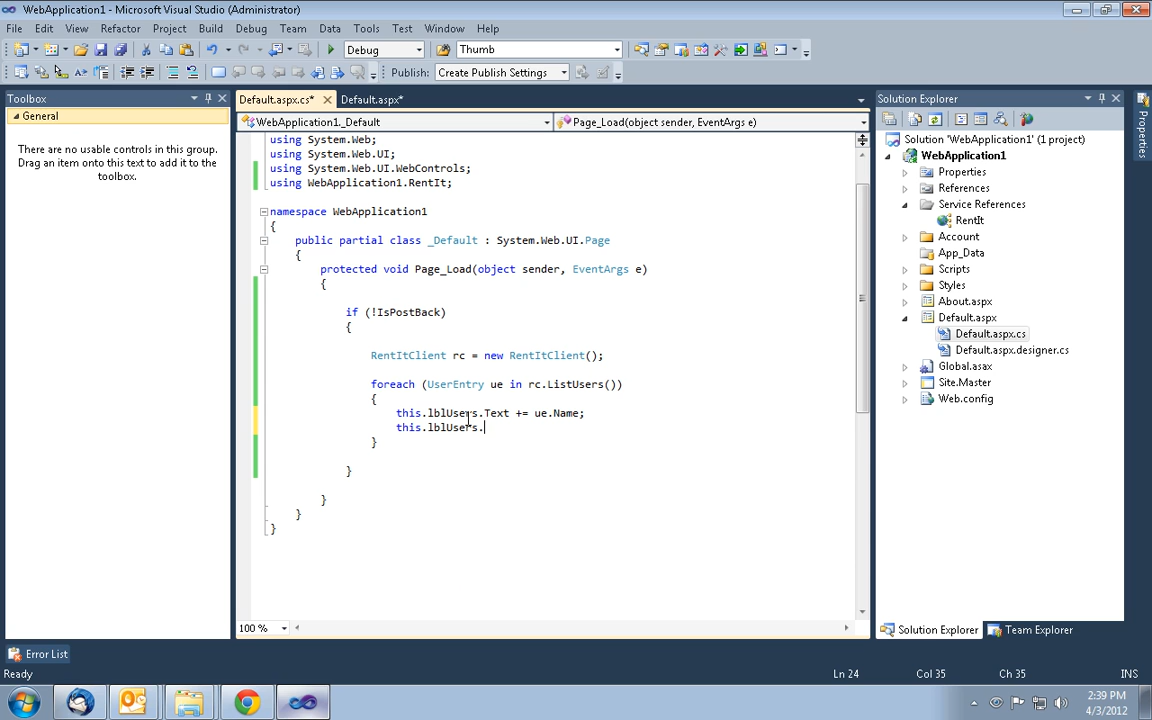 WebApplication1 - Microsoft Visual Studio (Administrator)
File Edit View Refactor Project Build Debug Team Data Tools Test Window Help
Debug Thumb
Publish: Create Publish Settings
Toolbox
General
There are no usable controls in this group.
Drag an item onto this text to add it to the
toolbox.
Default.aspx.cs* Default.aspx*
WebApplication1._Default Page_Load(object sender, EventArgs e)
using System.Web;
using System.Web.UI;
using System.Web.UI.WebControls;
using WebApplication1.RentIt;
namespace WebApplication1
{
public partial class _Default : System.Web.UI.Page
{
protected void Page_Load(object sender, EventArgs e)
{
if (!IsPostBack)
{
RentItClient rc = new RentItClient();
foreach (UserEntry ue in rc.ListUsers())
{
this.lblUsers.Text += ue.Name;
this.lblUsers.
}
}
}
}
}
100 %
Solution Explorer
Solution 'WebApplication1' (1 project)
WebApplication1
Properties
References
Service References
RentIt
Account
App_Data
Scripts
Styles
About.aspx
Default.aspx
Default.aspx.cs
Default.aspx.designer.cs
Global.asax
Site.Master
Web.config
Solution Explorer Team Explorer
Properties
Error List
Ready Ln 24 Col 35 Ch 35 INS
2:39 PM
4/3/2012